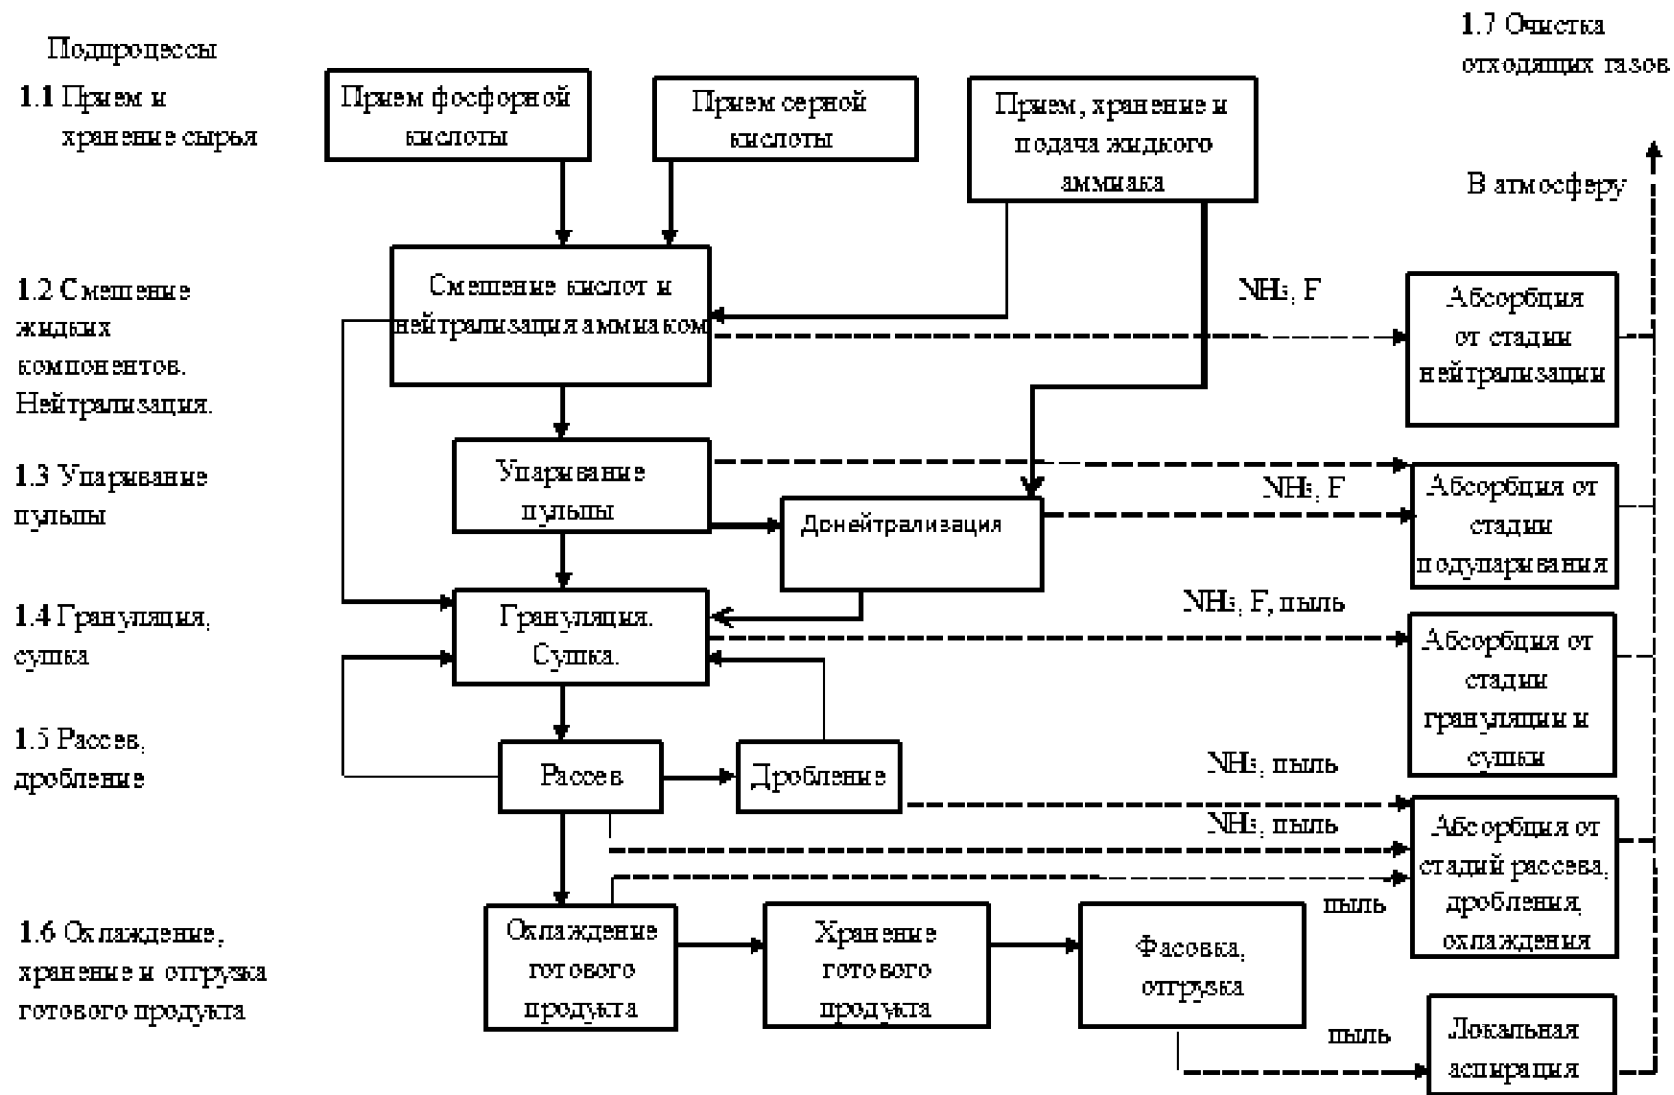 Подпроцессы
1.1 Прием и
хранение сырья
Прием фосфорной
кислоты
Прием серной
кислоты
Прием, хранение и
подача жидкого
аммиака
1.7 Очистка
отходящих газов
В атмосферу
1.2 Смешение
жидких
компонентов.
Нейтрализация.
Смешение кислот и
нейтрализация аммиаком
NH₃, F
Абсорбция
от стадии
нейтрализации
1.3 Упаривание
пульпы
Упаривание
пульпы
Донейтрализация
NH₃, F
Абсорбция от
стадии
подупаривания
1.4 Грануляция,
сушка
Грануляция.
Сушка.
NH₃, F, пыль
Абсорбция от
стадии
грануляции и
сушки
1.5 Рассев,
дробление
Рассев
Дробление
NH₃, пыль
NH₃, пыль
пыль
Абсорбция от
стадий рассева,
дробления,
охлаждения
1.6 Охлаждение,
хранение и отгрузка
готового продукта
Охлаждение
готового
продукта
Хранение
готового
продукта
Фасовка,
отгрузка
пыль
Локальная
аспирация